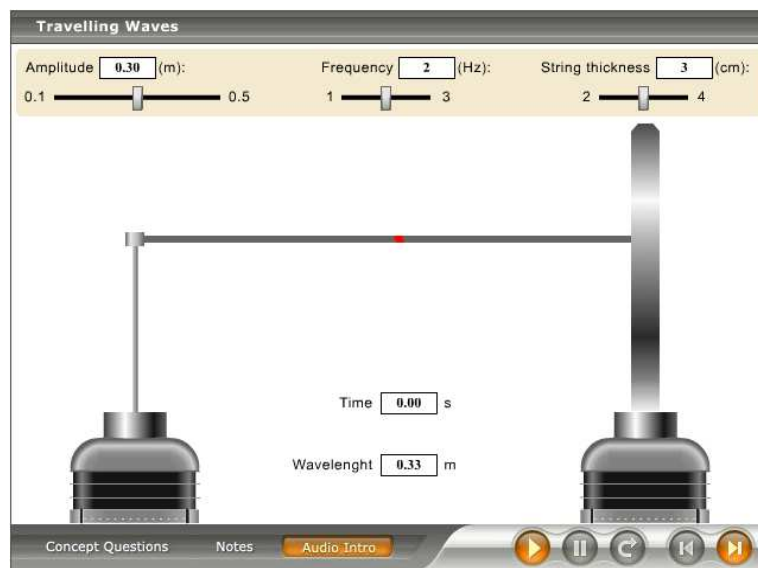 Travelling Waves
Amplitude 0.30 (m): Frequency 2 (Hz): String thickness 3 (cm):
0.1 0.5 1 3 2 4
Time 0.00 s
Wavelenght 0.33 m
Concept Questions Notes Audio Intro